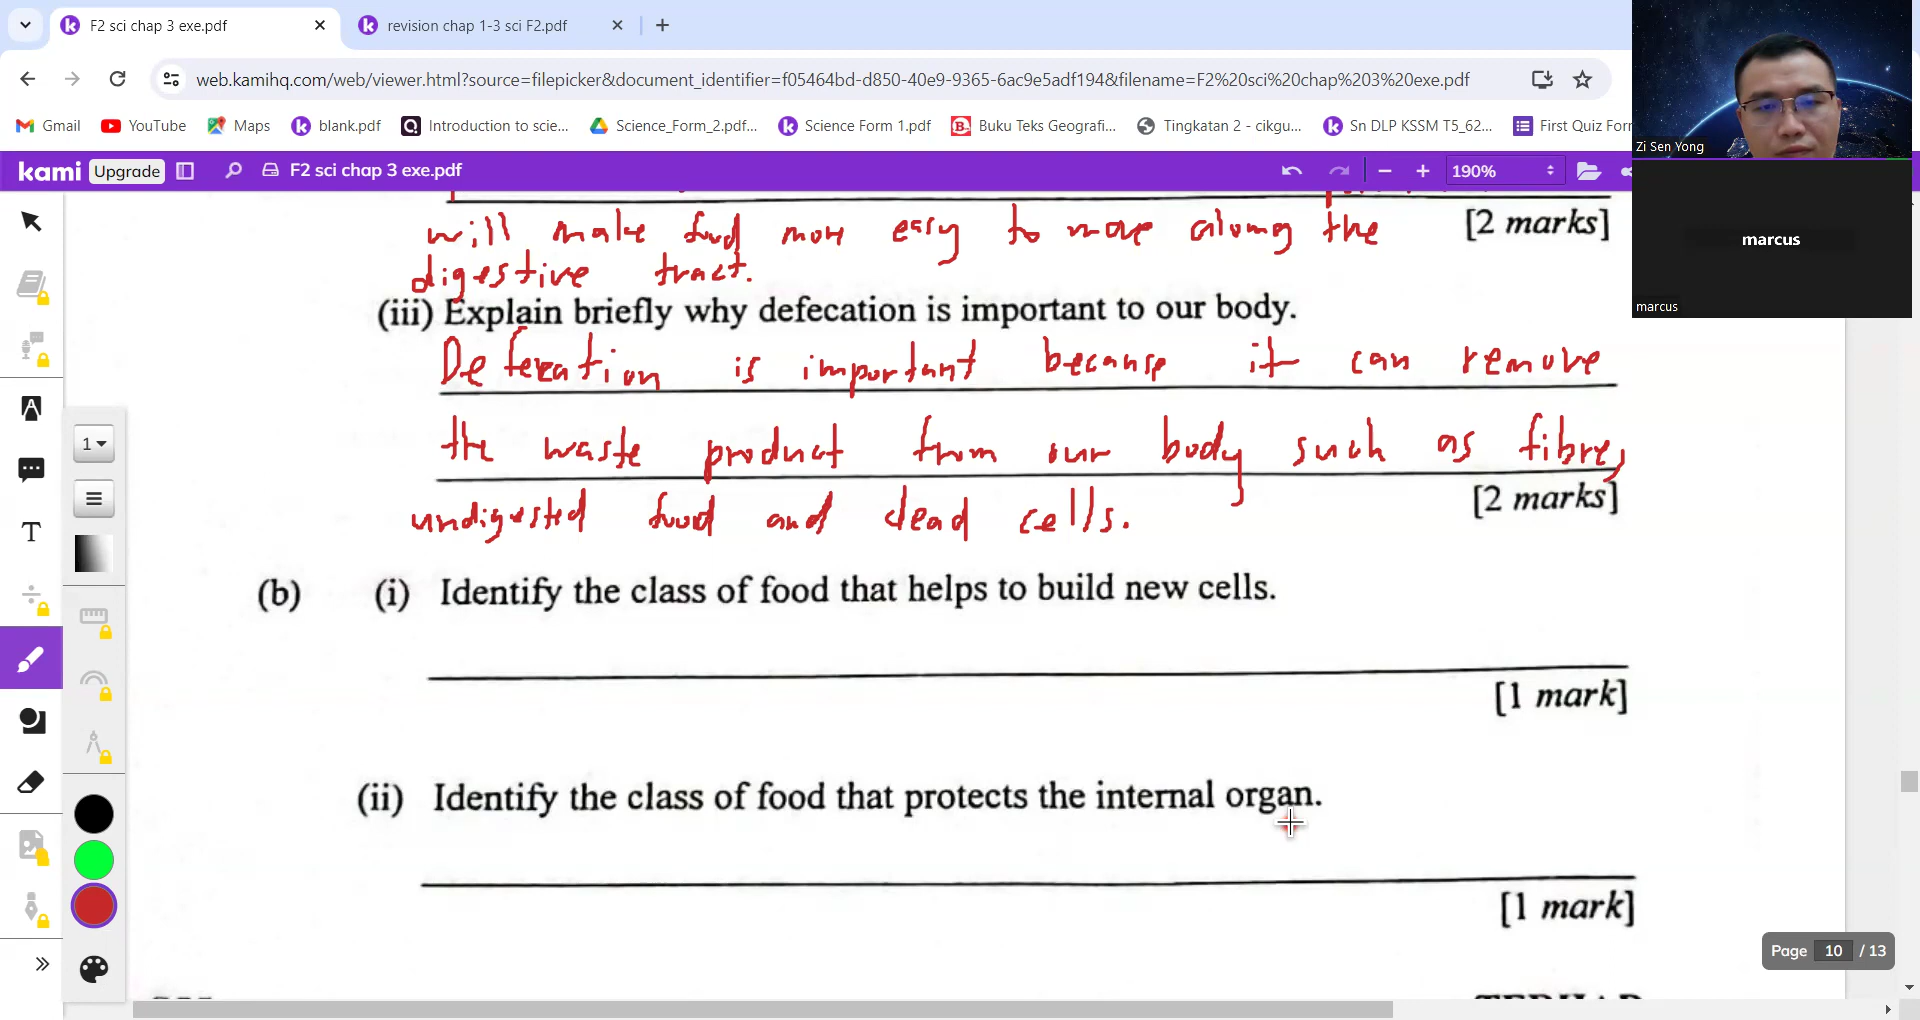 F2 sci chap 3 exe.pdf
revision chap 1-3 sci F2.pdf
web.kamihq.com/web/viewer.html?source=filepicker&document_identifier=f05464bd-d850-40e9-9365-6ac9e5adf194&filename=F2%20sci%20chap%203%20exe.pdf
Gmail YouTube Maps blank.pdf Introduction to scie... Science_Form_2.pdf... Science Form 1.pdf Buku Teks Geografi... Tingkatan 2 - cikgu... Sn DLP KSSM T5_62... First Quiz Form
Zi Sen Yong
kami Upgrade F2 sci chap 3 exe.pdf 190%
will make food more easy to move along the [2 marks]
marcus
digestive tract.
marcus
(iii) Explain briefly why defecation is important to our body.
Defecation is important because it can remove
the waste product from our body such as fibre,
[2 marks]
undigested food and dead cells.
1
(b) (i) Identify the class of food that helps to build new cells.
[1 mark]
(ii) Identify the class of food that protects the internal organ.
[1 mark]
Page 10 / 13